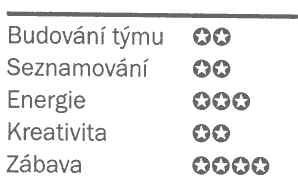 Budování týmu ✪✪
Seznamování ✪✪
Energie ✪✪✪
Kreativita ✪✪
Zábava ✪✪✪✪